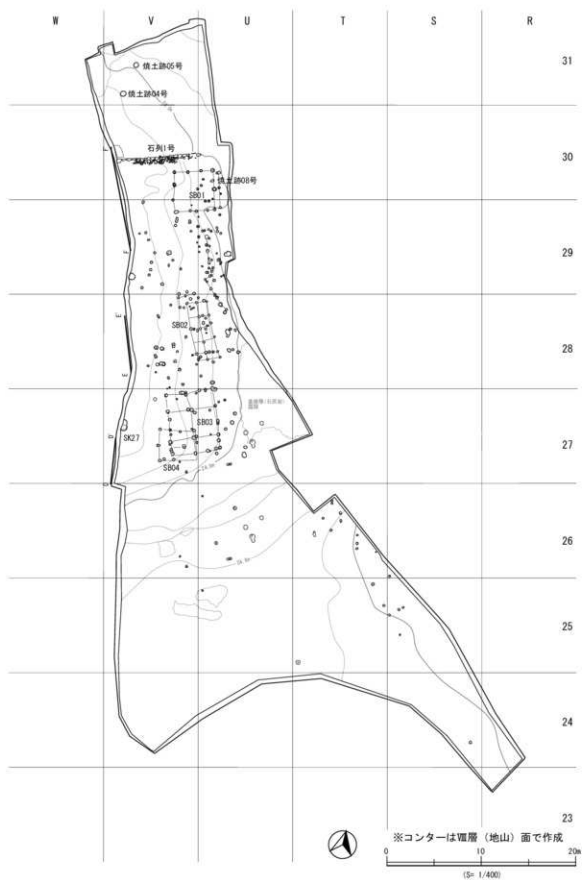 W V U T S R
31
焼土跡05号
焼土跡04号
石列1号
30
焼土跡08号
SB01
29
SB02
28
SB03
27
SK27
SB04
26
25
24
23
※コンターはⅦ層（地山）面で作成
0 10 20m
(S= 1/400)